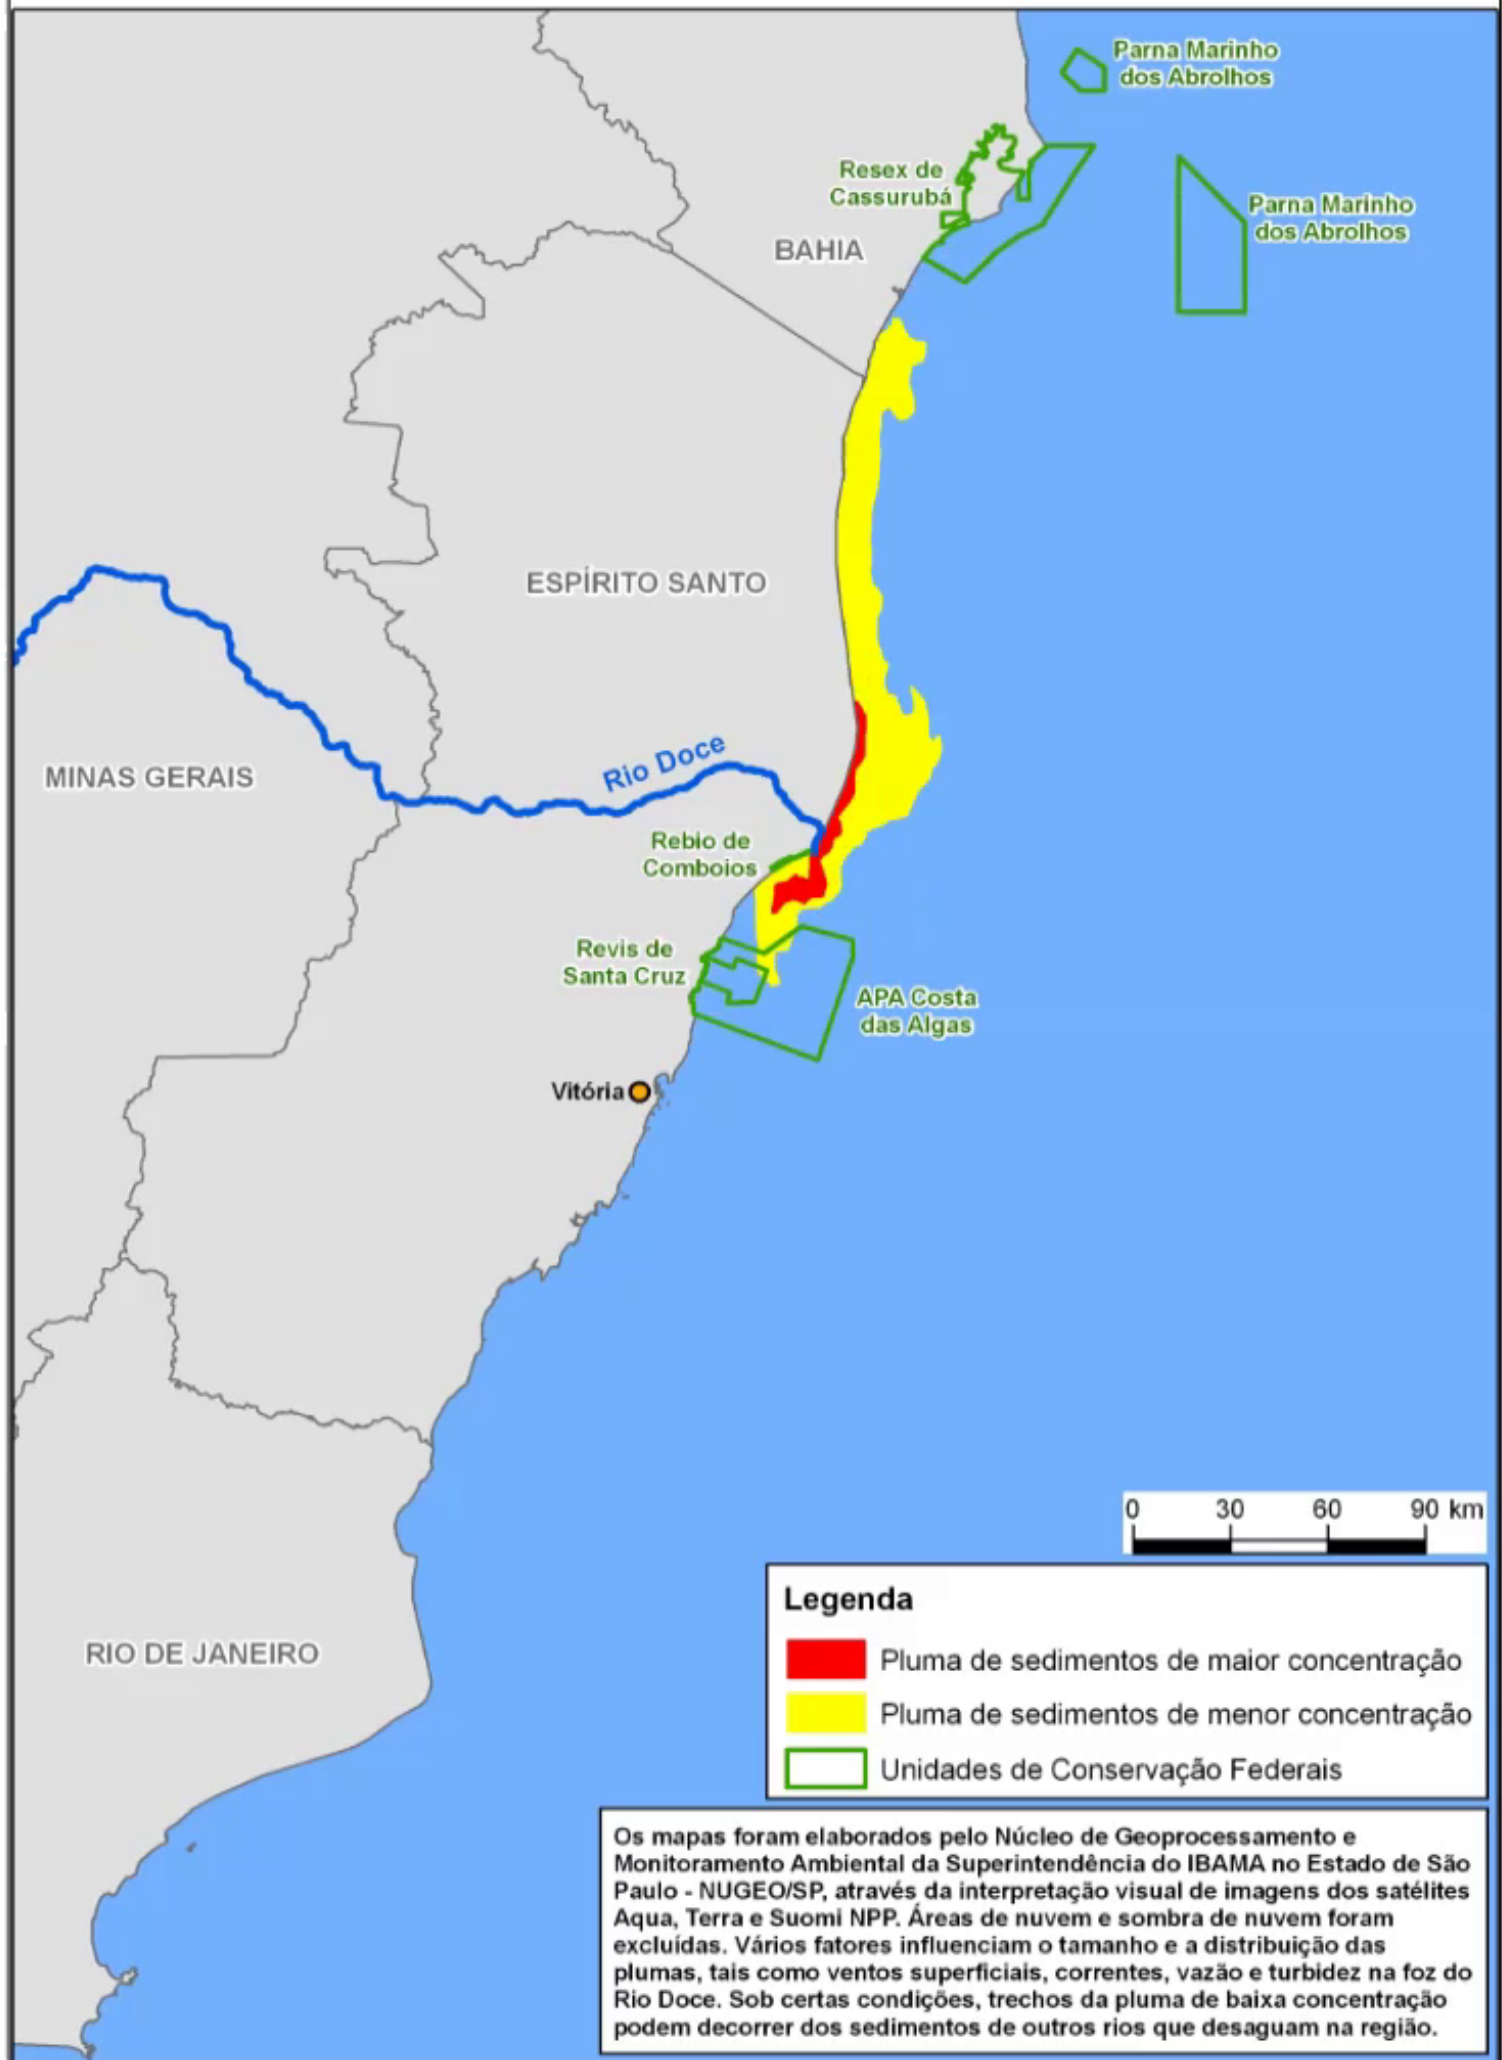 Parna Marinho
dos Abrolhos
Resex de
Cassurubá
Parna Marinho
dos Abrolhos
BAHIA
ESPÍRITO SANTO
MINAS GERAIS
Rio Doce
Rebio de
Comboios
Revis de
Santa Cruz
APA Costa
das Algas
Vitória
RIO DE JANEIRO
0 30 60 90 km
Legenda
Pluma de sedimentos de maior concentração
Pluma de sedimentos de menor concentração
Unidades de Conservação Federais
Os mapas foram elaborados pelo Núcleo de Geoprocessamento e
Monitoramento Ambiental da Superintendência do IBAMA no Estado de São
Paulo - NUGEO/SP, através da interpretação visual de imagens dos satélites
Aqua, Terra e Suomi NPP. Áreas de nuvem e sombra de nuvem foram
excluídas. Vários fatores influenciam o tamanho e a distribuição das
plumas, tais como ventos superficiais, correntes, vazão e turbidez na foz do
Rio Doce. Sob certas condições, trechos da pluma de baixa concentração
podem decorrer dos sedimentos de outros rios que desaguam na região.